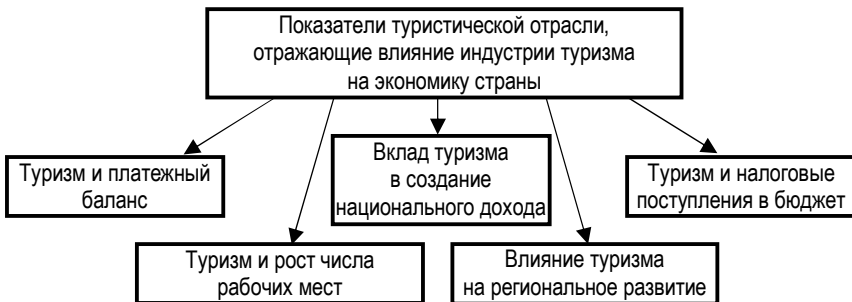 Показатели туристической отрасли,
отражающие влияние индустрии туризма
на экономику страны
Туризм и платежный
баланс
Вклад туризма
в создание
национального дохода
Туризм и налоговые
поступления в бюджет
Туризм и рост числа
рабочих мест
Влияние туризма
на региональное развитие